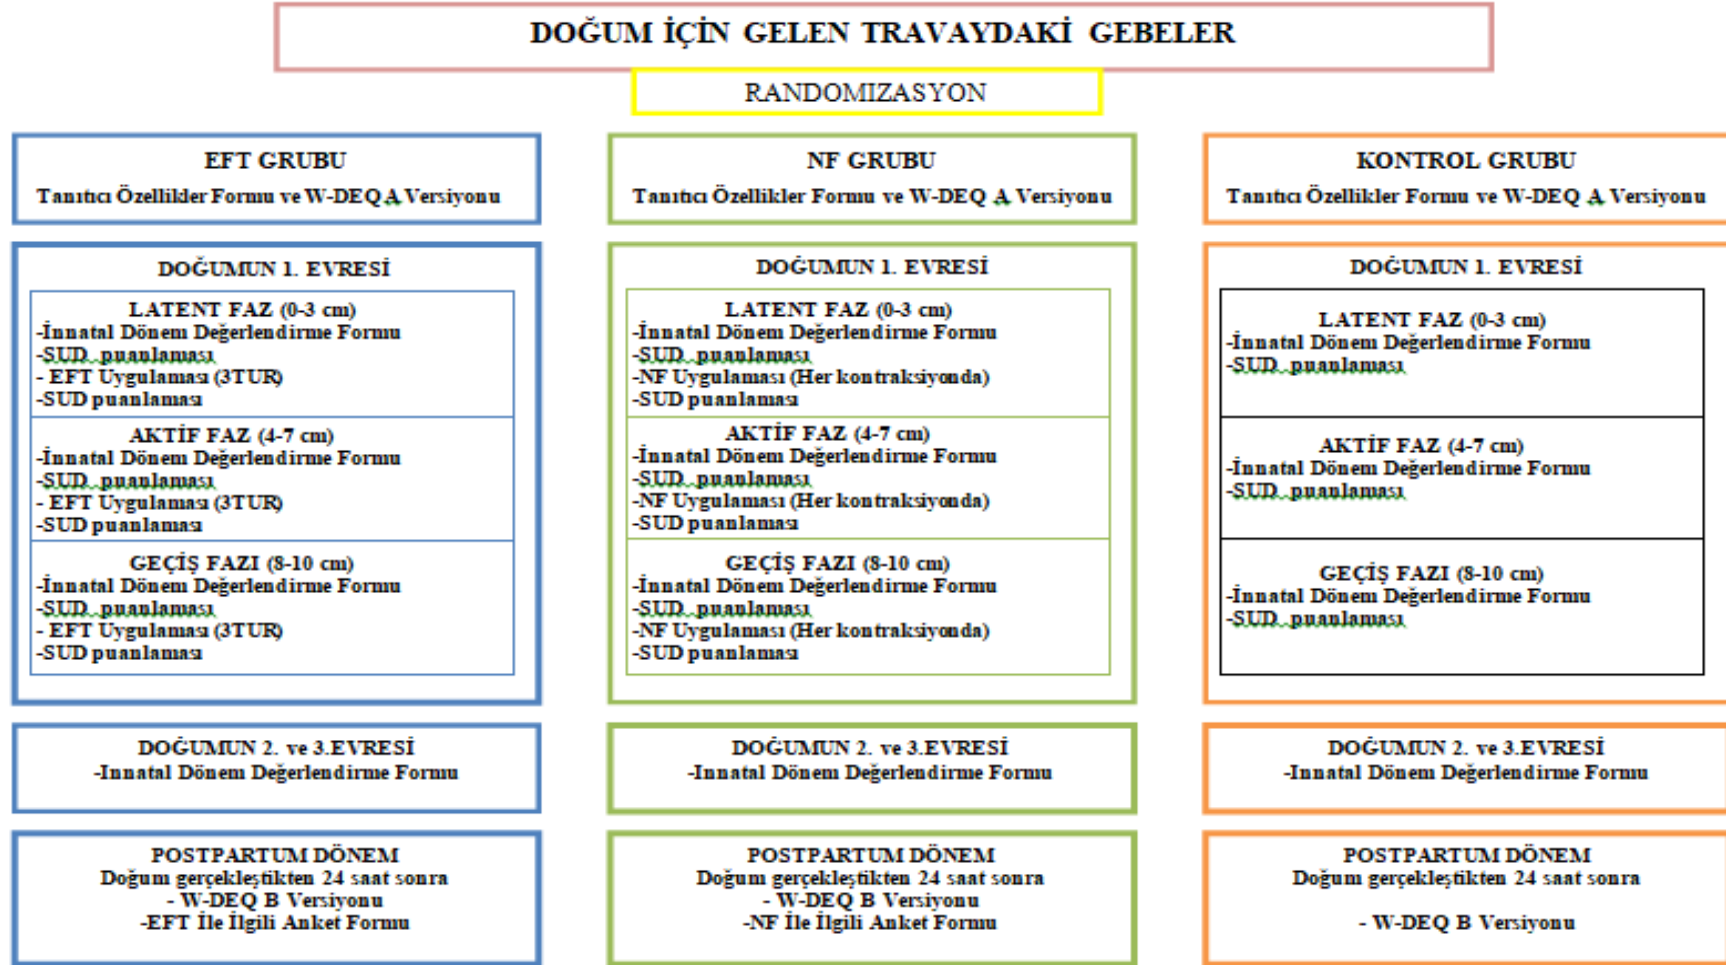 DOĞUM İÇİN GELEN TRAVAYDAKİ GEBELER
RANDOMIZASYON
EFT GRUBU
Tanıtıcı Özellikler Formu ve W-DEQ A Versiyonu
DOĞUMUN 1. EVRESİ
LATENT FAZ (0-3 cm)
-İnnatal Dönem Değerlendirme Formu
-SUD puanlaması
- EFT Uygulaması (3TUR)
-SUD puanlaması
AKTİF FAZ (4-7 cm)
-İnnatal Dönem Değerlendirme Formu
-SUD puanlaması
- EFT Uygulaması (3TUR)
-SUD puanlaması
GEÇİŞ FAZI (8-10 cm)
-İnnatal Dönem Değerlendirme Formu
-SUD puanlaması
- EFT Uygulaması (3TUR)
-SUD puanlaması
DOĞUMUN 2. ve 3.EVRESİ
-Innatal Dönem Değerlendirme Formu
POSTPARTUM DÖNEM
Doğum gerçekleştikten 24 saat sonra
- W-DEQ B Versiyonu
-EFT İle İlgili Anket Formu
NF GRUBU
Tanıtıcı Özellikler Formu ve W-DEQ A Versiyonu
DOĞUMUN 1. EVRESİ
LATENT FAZ (0-3 cm)
-İnnatal Dönem Değerlendirme Formu
-SUD puanlaması
-NF Uygulaması (Her kontraksiyonda)
-SUD puanlaması
AKTİF FAZ (4-7 cm)
-İnnatal Dönem Değerlendirme Formu
-SUD puanlaması
-NF Uygulaması (Her kontraksiyonda)
-SUD puanlaması
GEÇİŞ FAZI (8-10 cm)
-İnnatal Dönem Değerlendirme Formu
-SUD puanlaması
-NF Uygulaması (Her kontraksiyonda)
-SUD puanlaması
DOĞUMUN 2. ve 3.EVRESİ
-Innatal Dönem Değerlendirme Formu
POSTPARTUM DÖNEM
Doğum gerçekleştikten 24 saat sonra
- W-DEQ B Versiyonu
-NF İle İlgili Anket Formu
KONTROL GRUBU
Tanıtıcı Özellikler Formu ve W-DEQ A Versiyonu
DOĞUMUN 1. EVRESİ
LATENT FAZ (0-3 cm)
-İnnatal Dönem Değerlendirme Formu
-SUD puanlaması
AKTİF FAZ (4-7 cm)
-İnnatal Dönem Değerlendirme Formu
-SUD puanlaması
GEÇİŞ FAZI (8-10 cm)
-İnnatal Dönem Değerlendirme Formu
-SUD puanlaması
DOĞUMUN 2. ve 3.EVRESİ
-Innatal Dönem Değerlendirme Formu
POSTPARTUM DÖNEM
Doğum gerçekleştikten 24 saat sonra
- W-DEQ B Versiyonu